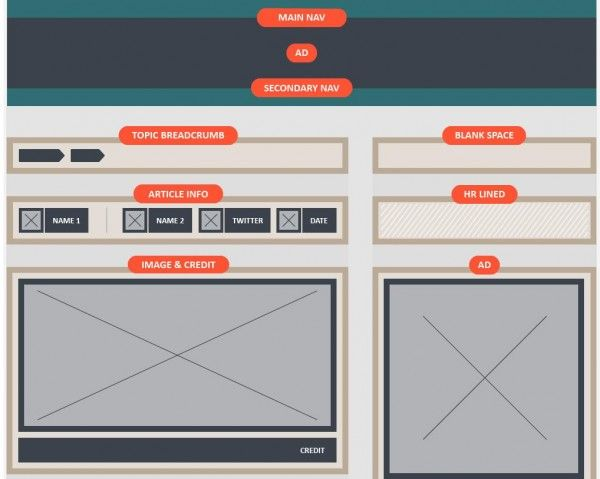 MAIN NAV
AD
SECONDARY NAV
TOPIC BREADCRUMB
BLANK SPACE
ARTICLE INFO
HR LINED
NAME 1
NAME 2
TWITTER
DATE
IMAGE & CREDIT
AD
CREDIT